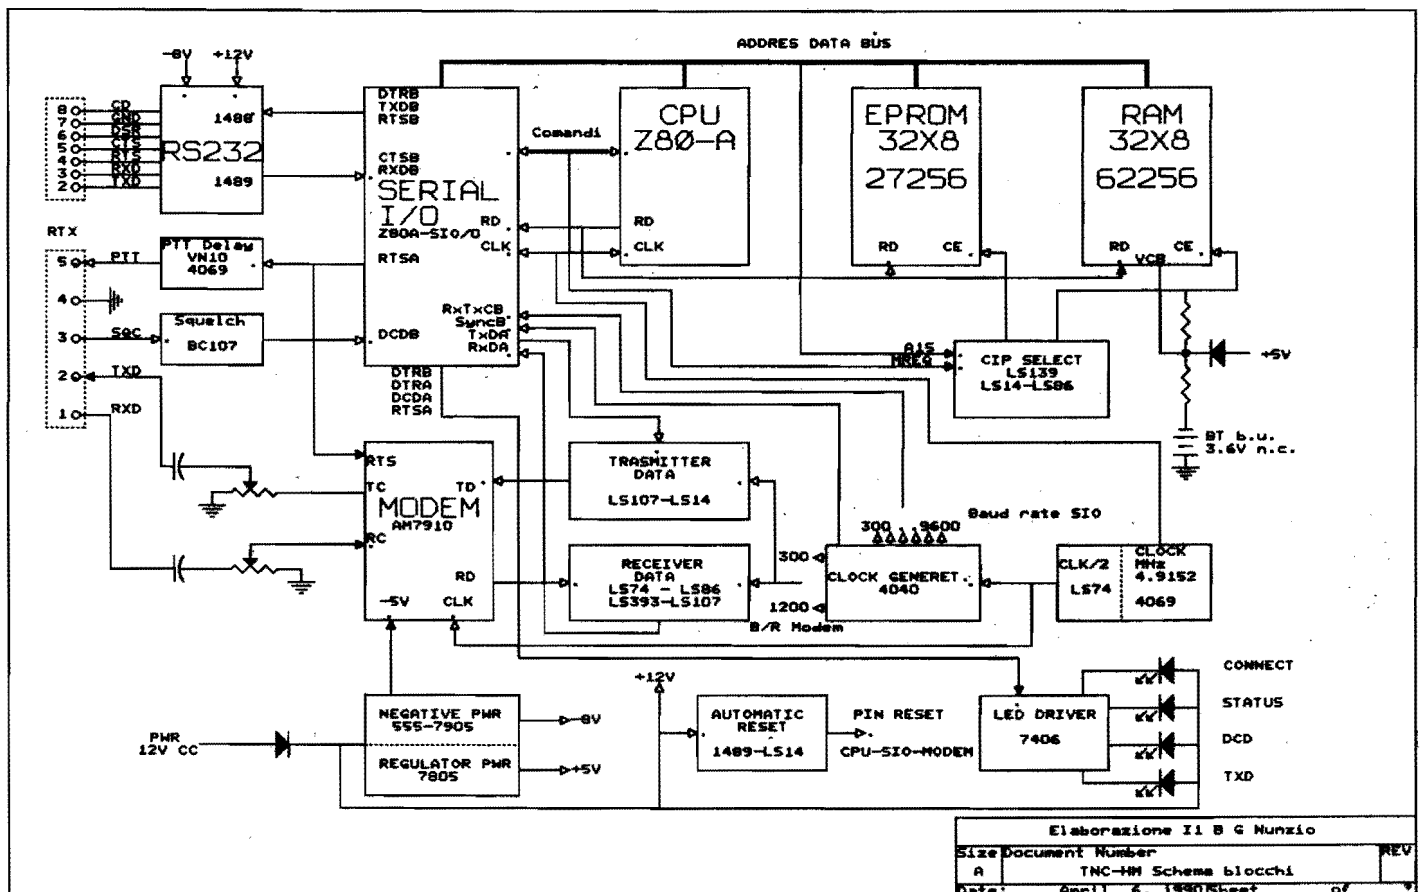 ADDRES DATA BUS
-8V +12V
8 CD
7 GND
6 DSR
5 CTS
4 RTS
3 RXD
2 TXD
1488
RS232
1489
DTRB
TXDB
RTSB
CTSB
RXDB
SERIAL
I/O
Z80A-SIO/0
RD
CLK
RTSA
RxTxCB
SyncB
TxDA
RxDA
DCDB
DTRB
DTRA
DCDA
RTSA
Comandi
CPU
Z80-A
RD
CLK
EPROM
32X8
27256
RD CE
RAM
32X8
62256
RD CE
VCB
RTX
5 PTT
4
3 SQC
2 TXD
1 RXD
PTT Delay
VN10
4069
Squelch
BC107
A15
MREQ
CIP SELECT
LS139
LS14-LS86
+5V
BT b.u.
3.6V n.c.
RTS
TC TD
MODEM
AM7910
RC
RD
-5V CLK
TRASMITTER
DATA
LS107-LS14
RECEIVER
DATA
LS74 - LS86
LS393-LS107
Baud rate SIO
300 . . 9600
300
1200
B/R Modem
CLOCK GENERET.
4040
CLK/2
LS74
CLOCK
MHz
4.9152
4069
PWR
12V CC
NEGATIVE PWR
555-7905
REGULATOR PWR
7805
-8V
+5V
+12V
AUTOMATIC
RESET
1489-LS14
PIN RESET
CPU-SIO-MODEM
LED DRIVER
7406
CONNECT
STATUS
DCD
TXD
Elaborazione I1 B G Nunzio
Size Document Number REV
A TNC-HM Schema blocchi
Date: April 6, 1990 Sheet of